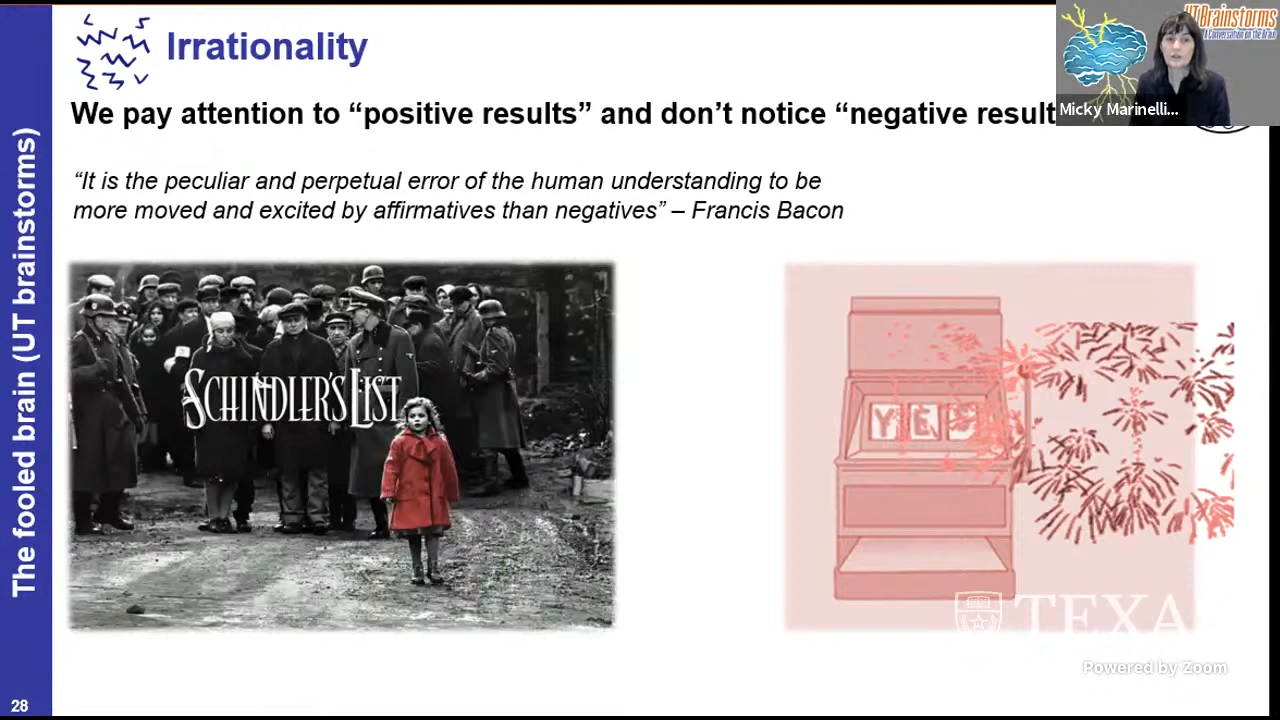 Irrationality
We pay attention to “positive results” and don’t notice “negative result
“It is the peculiar and perpetual error of the human understanding to be
more moved and excited by affirmatives than negatives” – Francis Bacon
SCHINDLER'S LIST
YES
TEXA
Powered by Zoom
The fooled brain (UT brainstorms)
28
UTBrainstorms
A Conversation on the Brain
Micky Marinelli...